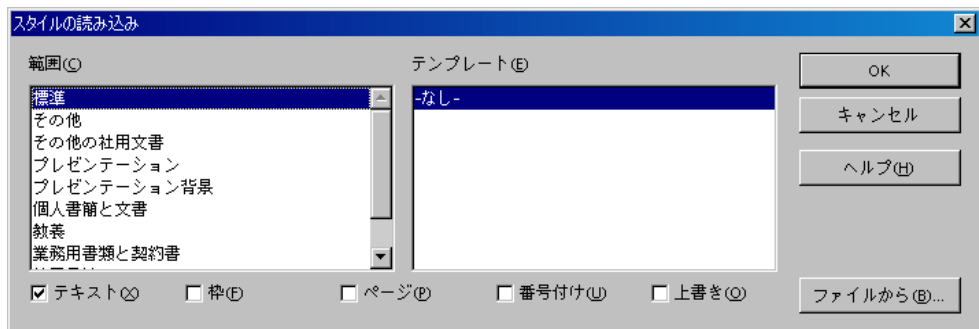 スタイルの読み込み
範囲(C)
標準
その他
その他の社用文書
プレゼンテーション
プレゼンテーション背景
個人書簡と文書
教義
業務用書類と契約書
テンプレート(E)
-なし-
OK
キャンセル
ヘルプ(H)
テキスト(X)
枠(F)
ページ(P)
番号付け(U)
上書き(O)
ファイルから(B)...